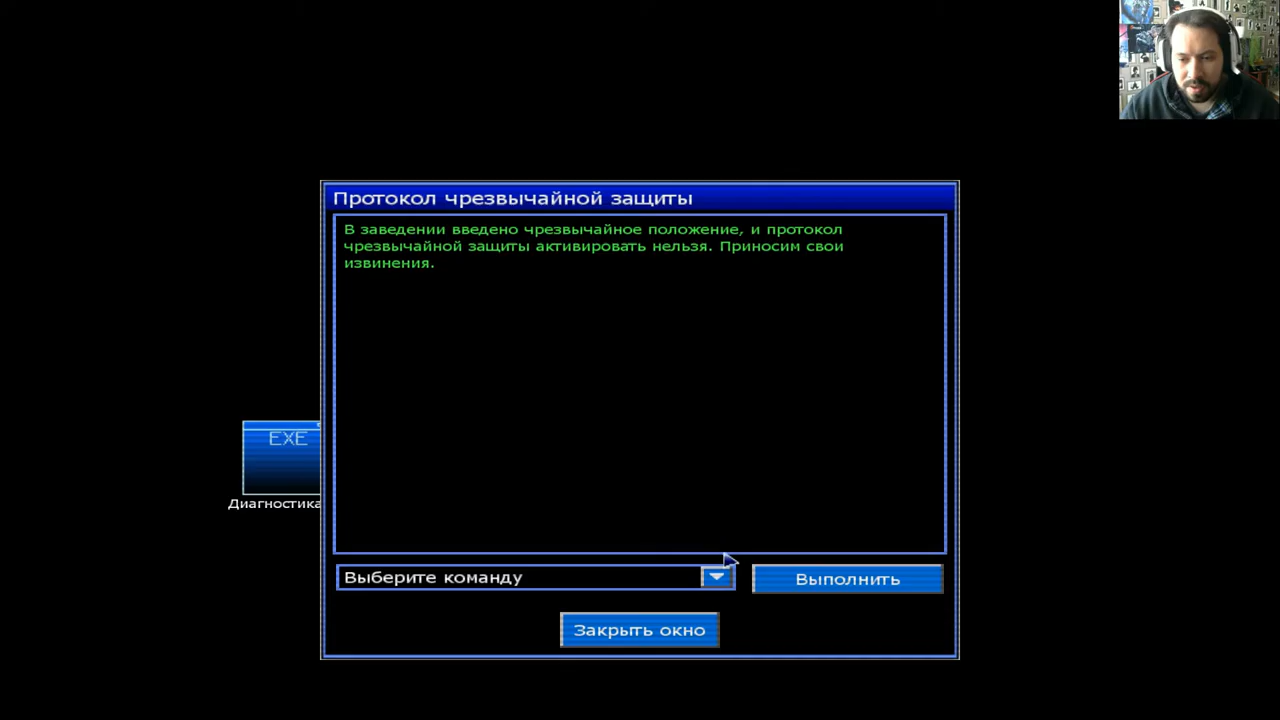 Протокол чрезвычайной защиты
В заведении введено чрезвычайное положение, и протокол
чрезвычайной защиты активировать нельзя. Приносим свои
извинения.
EXE
Диагностика
Выберите команду
Выполнить
Закрыть окно